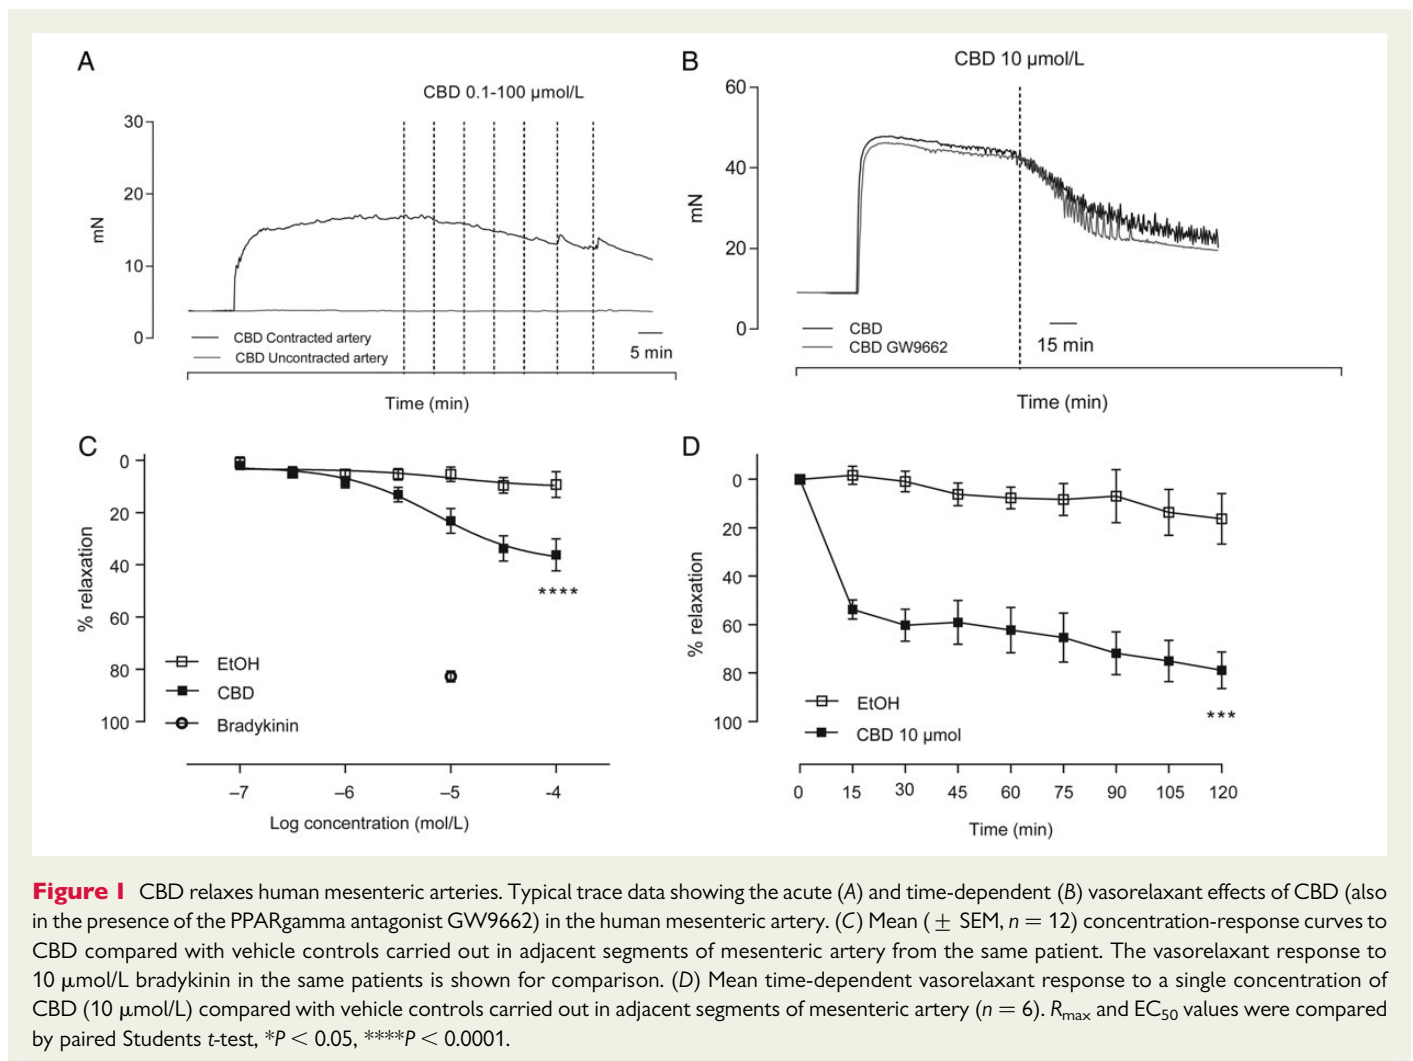 A
CBD 0.1-100 µmol/L
30
20
10
0
mN
CBD Contracted artery
CBD Uncontracted artery
5 min
Time (min)
B
CBD 10 µmol/L
60
40
20
0
mN
CBD
CBD GW9662
15 min
Time (min)
C
0
20
40
60
80
100
% relaxation
****
EtOH
CBD
Bradykinin
–7
–6
–5
-4
Log concentration (mol/L)
D
0
20
40
60
80
100
% relaxation
EtOH
CBD 10 µmol
***
0
15
30
45
60
75
90
105
120
Time (min)
Figure 1 CBD relaxes human mesenteric arteries. Typical trace data showing the acute (A) and time-dependent (B) vasorelaxant effects of CBD (also
in the presence of the PPARgamma antagonist GW9662) in the human mesenteric artery. (C) Mean (± SEM, n = 12) concentration-response curves to
CBD compared with vehicle controls carried out in adjacent segments of mesenteric artery from the same patient. The vasorelaxant response to
10 µmol/L bradykinin in the same patients is shown for comparison. (D) Mean time-dependent vasorelaxant response to a single concentration of
CBD (10 µmol/L) compared with vehicle controls carried out in adjacent segments of mesenteric artery (n = 6). Rmax and EC50 values were compared
by paired Students t-test, *P < 0.05, ****P < 0.0001.